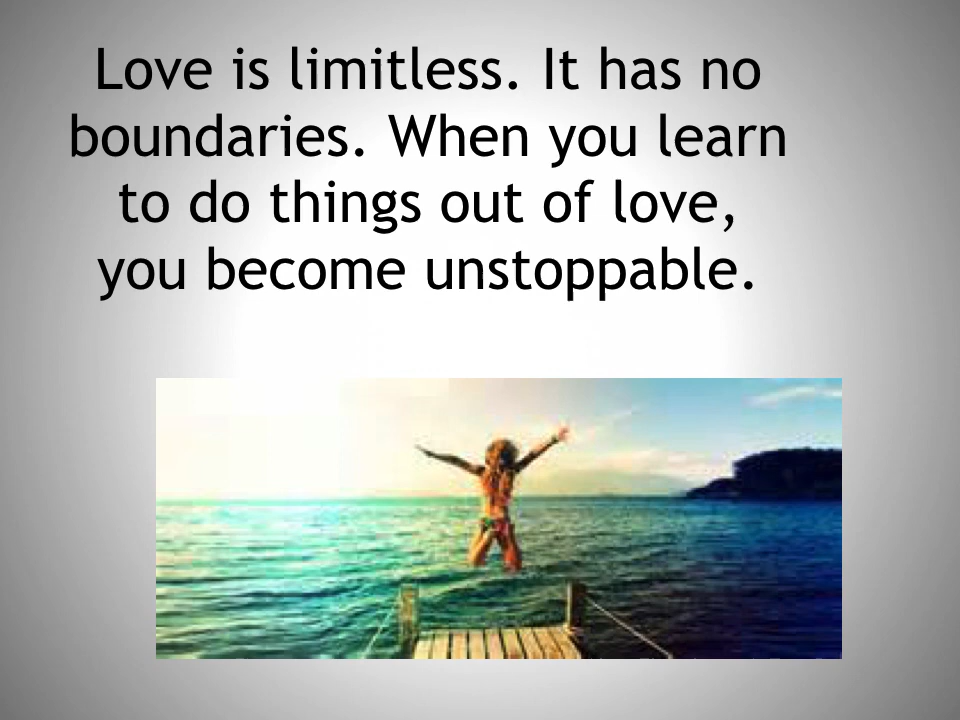 Love is limitless. It has no
boundaries. When you learn
to do things out of love,
you become unstoppable.